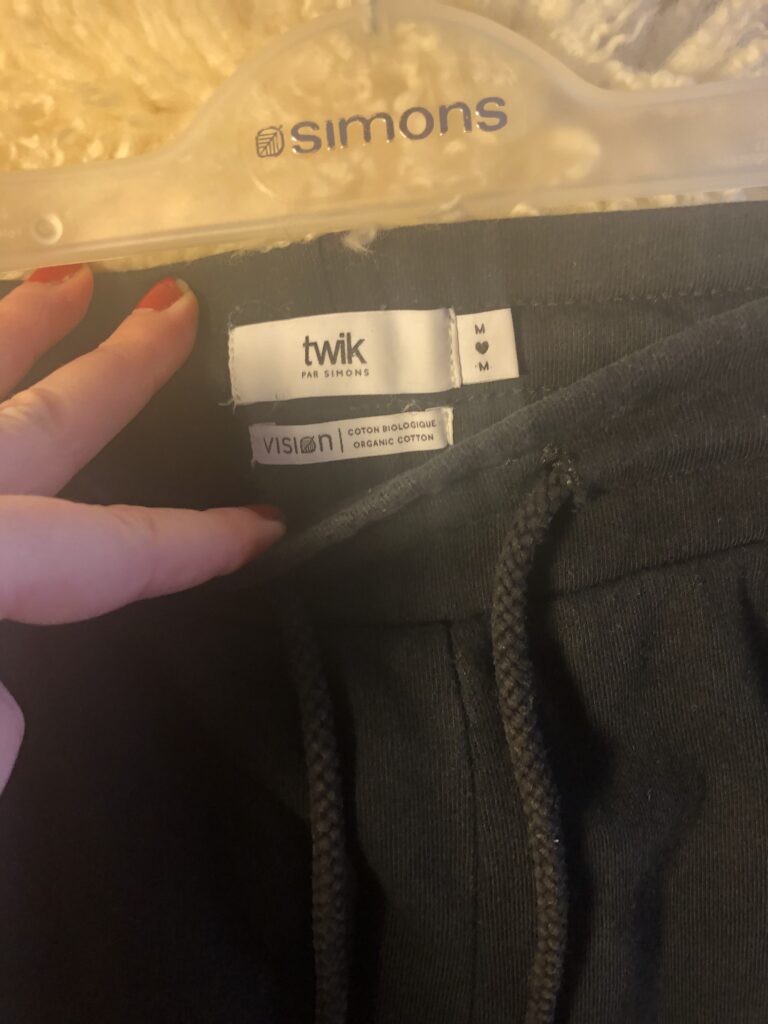 simons
twik
PAR SIMONS
M
M
VISION
COTON BIOLOGIQUE
ORGANIC COTTON